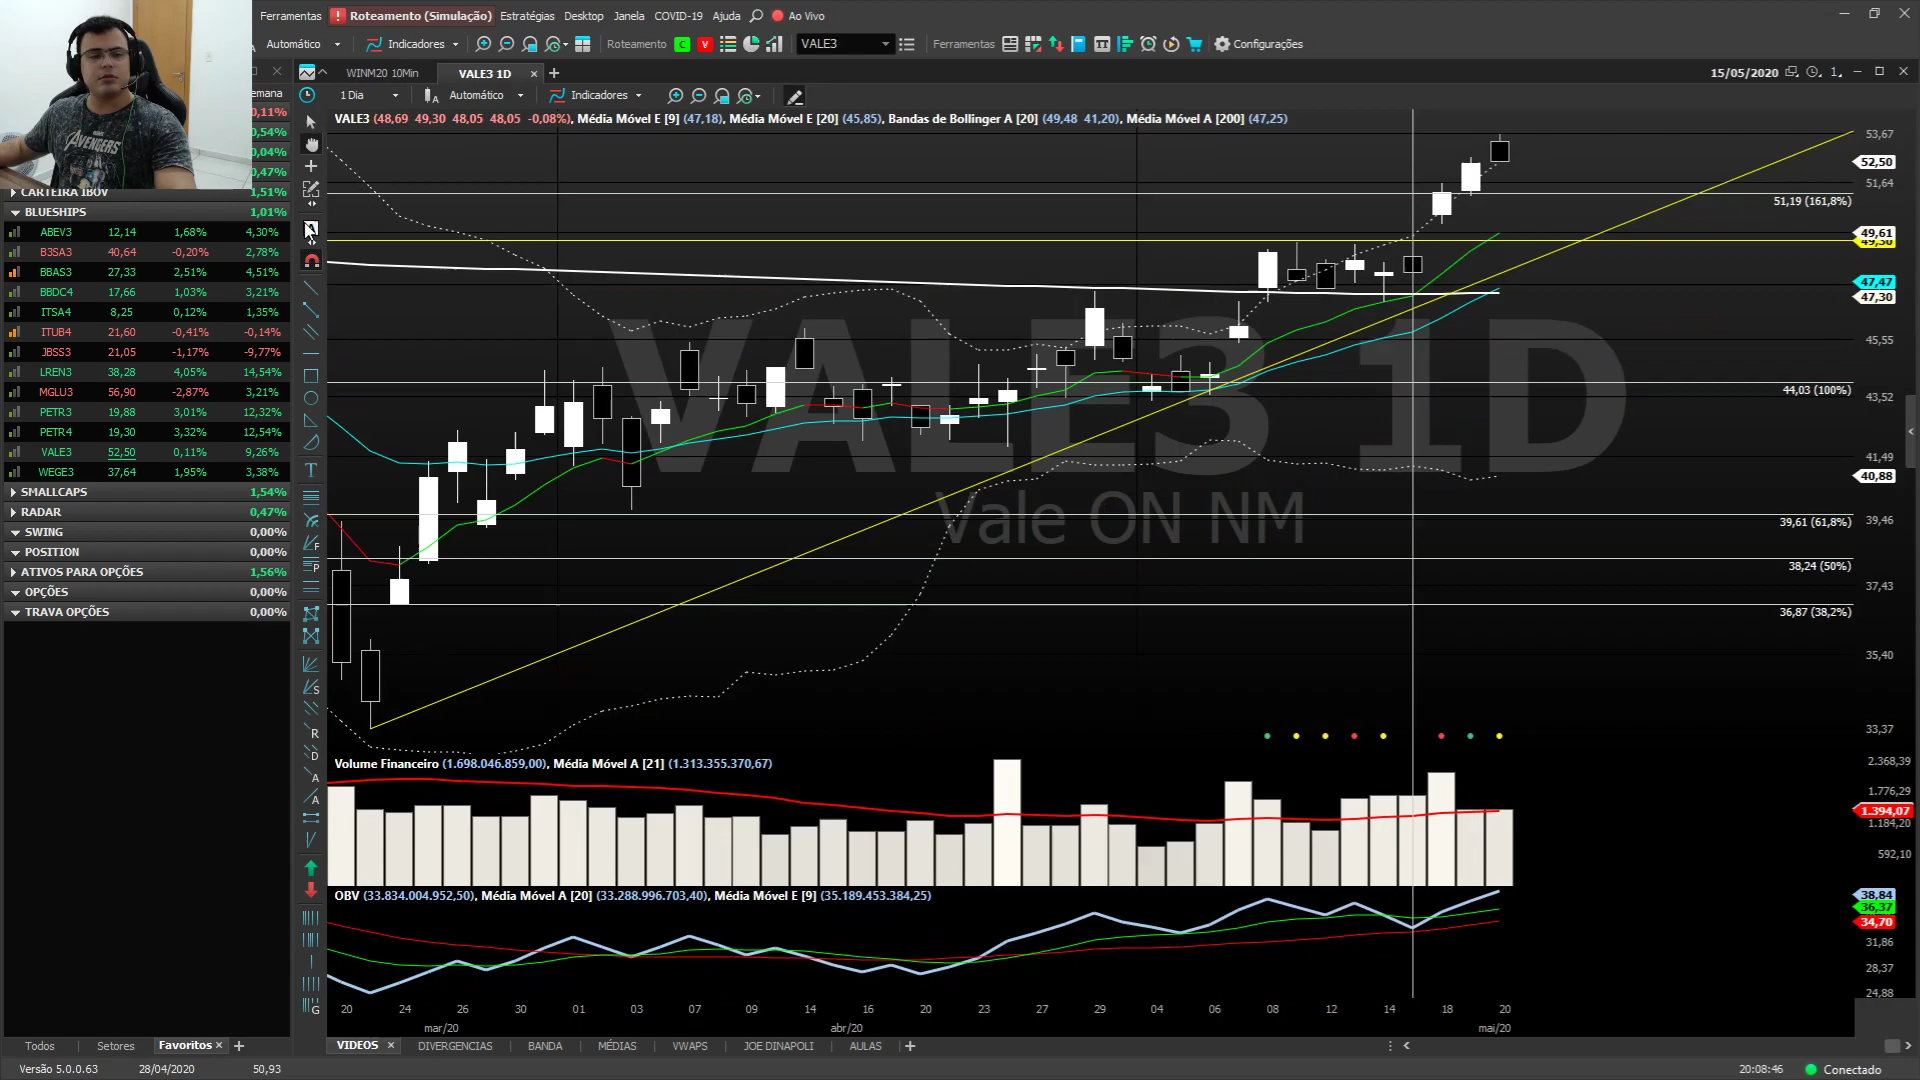 Ferramentas ! Roteamento (Simulação) Estratégias Desktop Janela COVID-19 Ajuda Ao Vivo
Automático Indicadores Roteamento C V VALE3 Ferramentas Configurações
WINM20 10Min VALE3 1D 15/05/2020 1
1 Dia Automático Indicadores
VALE3 (48,69 49,30 48,05 48,05 -0,08%), Média Móvel E [9] (47,18), Média Móvel E [20] (45,85), Bandas de Bollinger A [20] (49,48 41,20), Média Móvel A [200] (47,25)
AVENGERS
emana
0,11%
0,54%
0,04%
0,47%
CARTEIRA IBOV 1,51%
BLUESHIPS 1,01%
ABEV3 12,14 1,68% 4,30%
B3SA3 40,64 -0,20% 2,78%
BBAS3 27,33 2,51% 4,51%
BBDC4 17,66 1,03% 3,21%
ITSA4 8,25 0,12% 1,35%
ITUB4 21,60 -0,41% -0,14%
JBSS3 21,05 -1,17% -9,77%
LREN3 38,28 4,05% 14,54%
MGLU3 56,90 -2,87% 3,21%
PETR3 19,88 3,01% 12,32%
PETR4 19,30 3,32% 12,54%
VALE3 52,50 0,11% 9,26%
WEGE3 37,64 1,95% 3,38%
SMALLCAPS 1,54%
RADAR 0,47%
SWING 0,00%
POSITION 0,00%
ATIVOS PARA OPÇÕES 1,56%
OPÇÕES 0,00%
TRAVA OPÇÕES 0,00%
VALE3 1D
Vale ON NM
53,67
52,50
51,64
51,19 (161,8%)
49,61
49,30
47,47
47,30
45,55
44,03 (100%)
43,52
41,49
40,88
39,61 (61,8%)
39,46
38,24 (50%)
37,43
36,87 (38,2%)
35,40
33,37
Volume Financeiro (1.698.046.859,00), Média Móvel A [21] (1.313.355.370,67)
2.368,39
1.776,29
1.394,07
1.184,20
592,10
OBV (33.834.004.952,50), Média Móvel A [20] (33.288.996.703,40), Média Móvel E [9] (35.189.453.384,25)
38,84
36,37
34,70
31,86
28,37
24,88
20 24 26 30 01 03 07 09 14 16 20 23 27 29 04 06 08 12 14 18 20
mar/20 abr/20 mai/20
Todos Setores Favoritos × +
VIDEOS × DIVERGENCIAS BANDA MÉDIAS VWAPS JOE DINAPOLI AULAS +
Versão 5.0.0.63 28/04/2020 50,93 20:08:46 Conectado